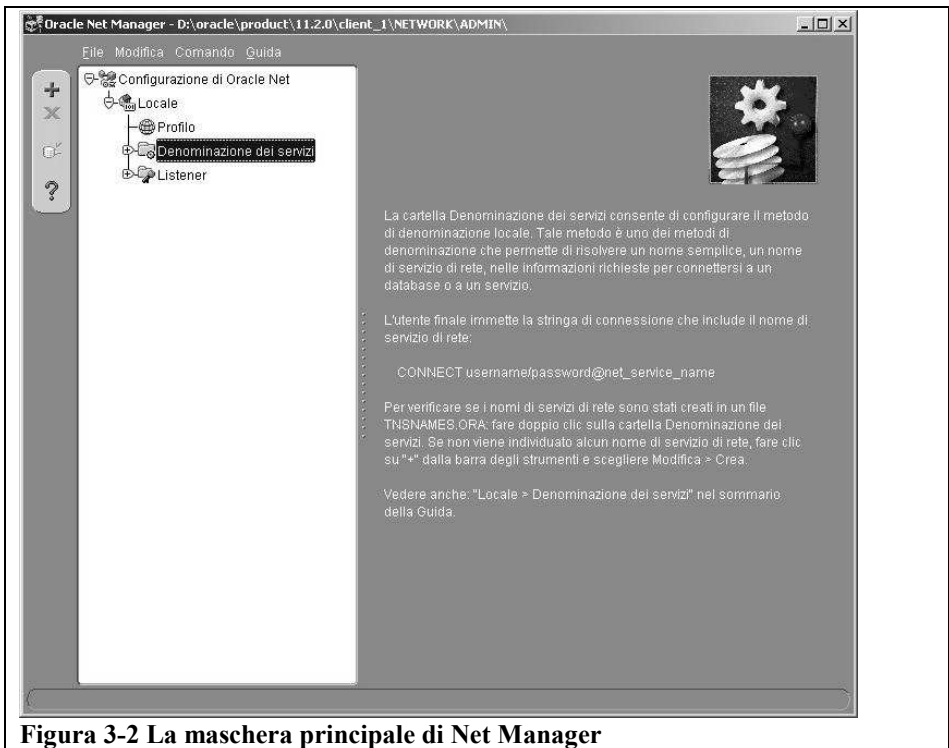 Oracle Net Manager - D:\oracle\product\11.2.0\client_1\NETWORK\ADMIN\
File Modifica Comando Guida
Configurazione di Oracle Net
Locale
Profilo
Denominazione dei servizi
Listener
La cartella Denominazione dei servizi consente di configurare il metodo
di denominazione locale. Tale metodo è uno dei metodi di
denominazione che permette di risolvere un nome semplice, un nome
di servizio di rete, nelle informazioni richieste per connettersi a un
database o a un servizio.
L'utente finale immette la stringa di connessione che include il nome di
servizio di rete:
CONNECT username/password@net_service_name
Per verificare se i nomi di servizi di rete sono stati creati in un file
TNSNAMES.ORA: fare doppio clic sulla cartella Denominazione dei
servizi. Se non viene individuato alcun nome di servizio di rete, fare clic
su "+" dalla barra degli strumenti e scegliere Modifica > Crea.
Vedere anche: "Locale > Denominazione dei servizi" nel sommario
della Guida.
Figura 3-2 La maschera principale di Net Manager